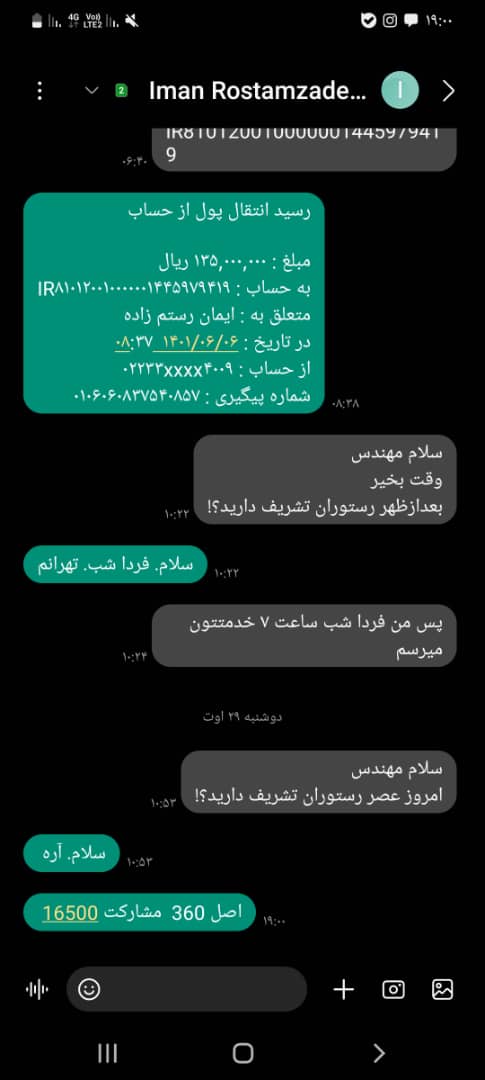 ۱۹:۰۰
4G VoD LTE2
Iman Rostamzade...
I
2
IR810120010000001445979419
۰۶:۳۰
رسید انتقال پول از حساب
مبلغ : ۱۳۵,۰۰۰,۰۰۰ ریال
به حساب : IR۸۱۰۱۲۰۰۱۰۰۰۰۰۰۱۴۴۵۹۷۹۴۱۹
متعلق به : ایمان رستم زاده
در تاریخ : ۱۴۰۱/۰۶/۰۶ ۰۸:۳۷
از حساب : ۰۲۲۳۳xxxx۴۰۰۹
شماره پیگیری : ۰۱۰۶۰۶۰۸۳۷۵۴۰۸۵۷
۰۸:۳۸
سلام مهندس
وقت بخیر
بعدازظهر رستوران تشریف دارید؟!
۱۰:۲۲
سلام. فردا شب. تهرانم
۱۰:۲۲
پس من فردا شب ساعت ۷ خدمتتون
میرسم
۱۰:۲۴
دوشنبه ۲۹ اوت
سلام مهندس
امروز عصر رستوران تشریف دارید؟!
۱۰:۵۳
سلام. آره
۱۰:۵۳
اصل 360 مشارکت 16500
۱۹:۰۰